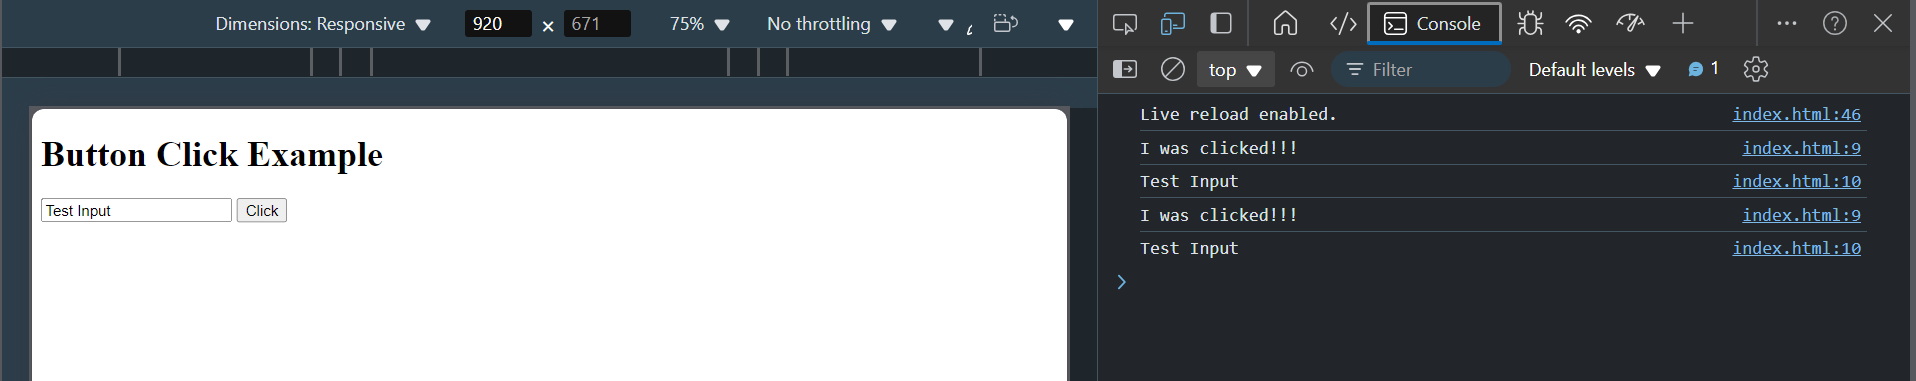 Dimensions: Responsive 920 × 671 75% No throttling
Console
top Filter Default levels 1
Button Click Example
Test Input Click
Live reload enabled. index.html:46
I was clicked!!! index.html:9
Test Input index.html:10
I was clicked!!! index.html:9
Test Input index.html:10